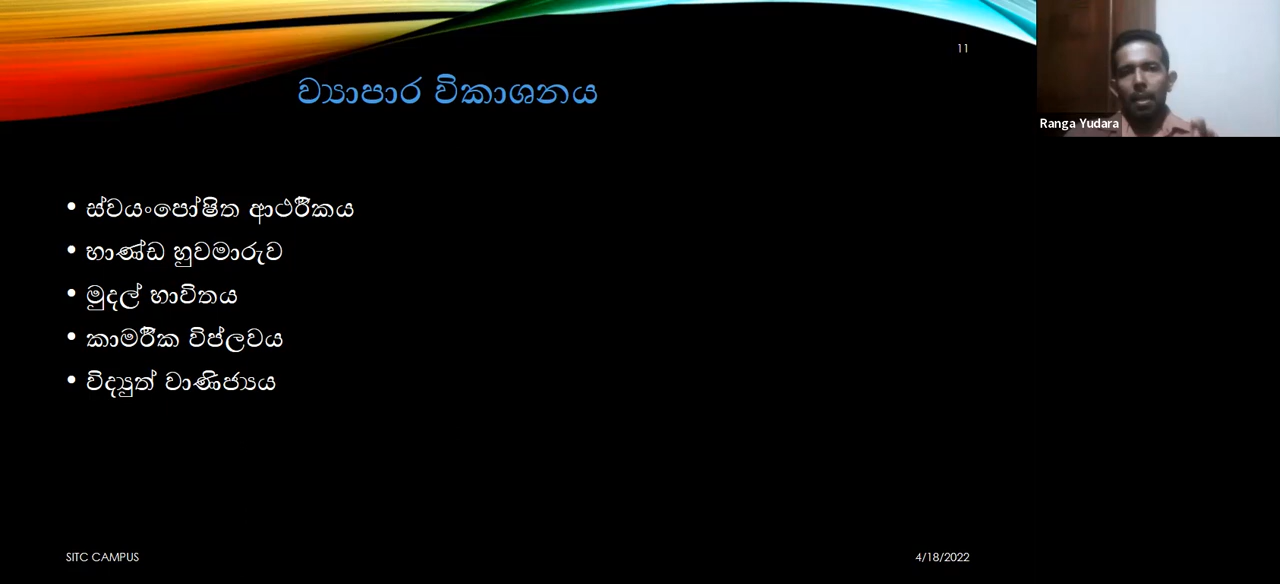 11
ව්‍යාපාර විකාශනය
Ranga Yudara
• ස්වයංපෝෂිත ආර්ථිකය
• භාණ්ඩ හුවමාරුව
• මුදල් භාවිතය
• කාර්මික විප්ලවය
• විද්‍යුත් වාණිජ්‍යය
SITC CAMPUS
4/18/2022